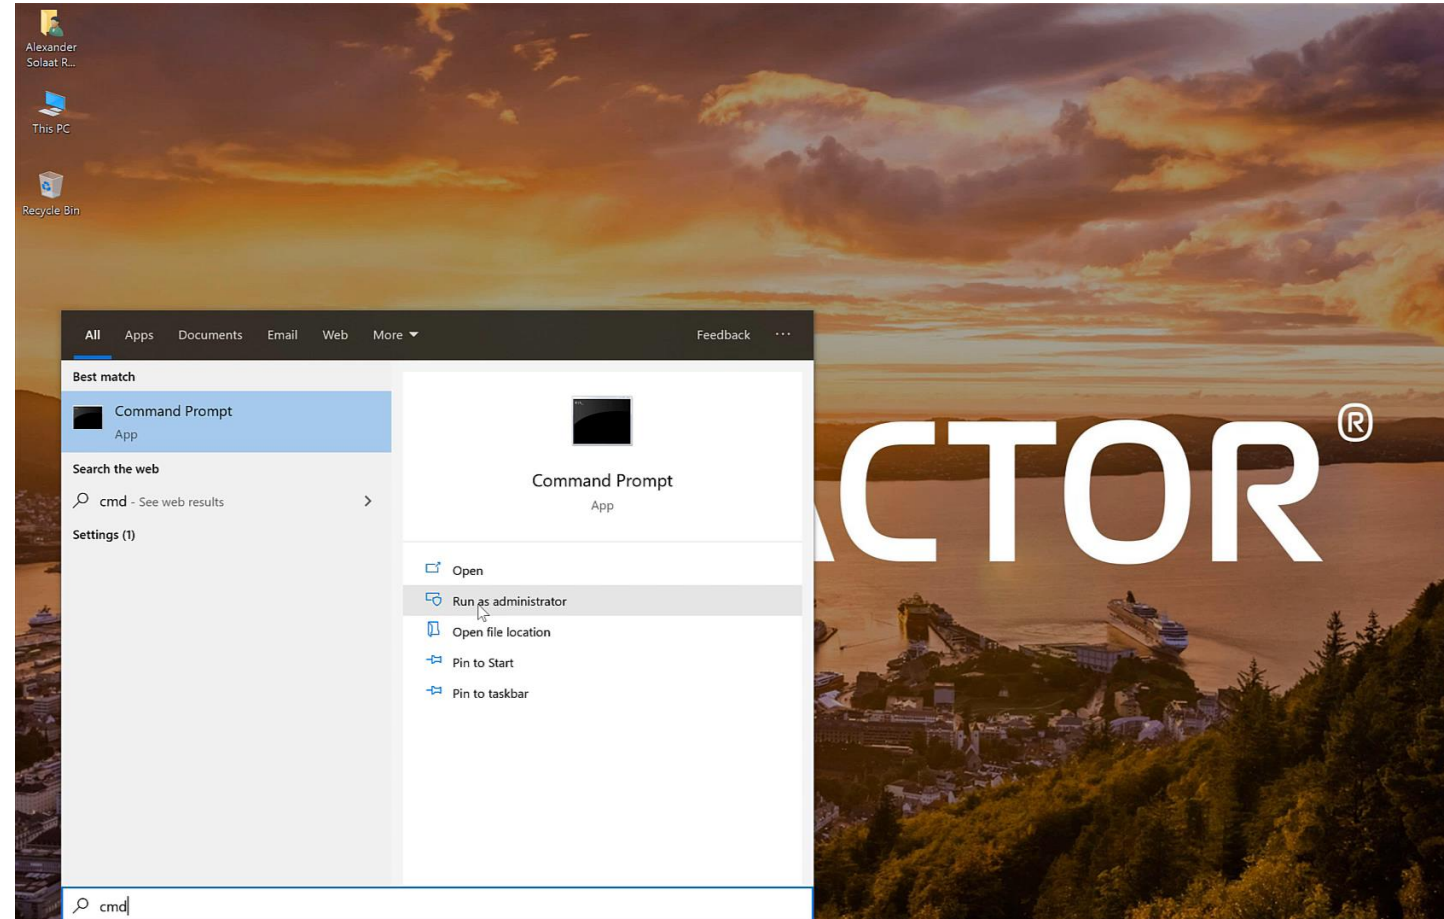 Alexander
Solaat R...
This PC
Recycle Bin
All Apps Documents Email Web More Feedback ...
Best match
Command Prompt
App
Search the web
cmd - See web results
Settings (1)
Command Prompt
App
Open
Run as administrator
Open file location
Pin to Start
Pin to taskbar
CTOR®
cmd